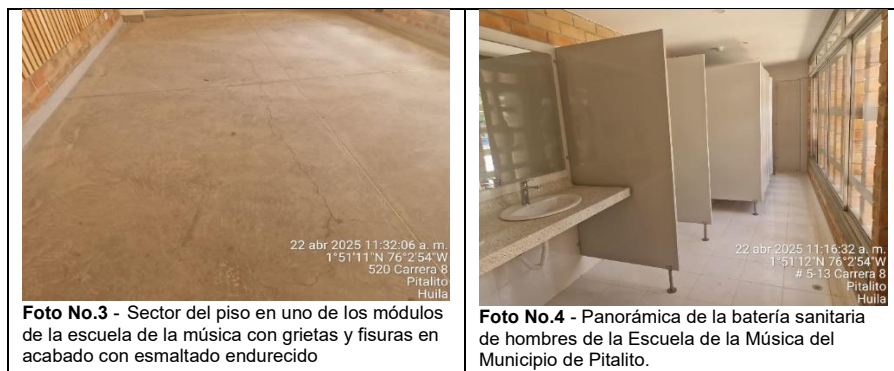 22 abr 2025 11:32:06 a. m.
1°51'11"N 76°2'54"W
520 Carrera 8
Pitalito
Huila
Foto No.3 - Sector del piso en uno de los módulos
de la escuela de la música con grietas y fisuras en
acabado con esmaltado endurecido
22 abr 2025 11:16:32 a. m.
1°51'12"N 76°2'54"W
# 5-13 Carrera 8
Pitalito
Huila
Foto No.4 - Panorámica de la batería sanitaria
de hombres de la Escuela de la Música del
Municipio de Pitalito.